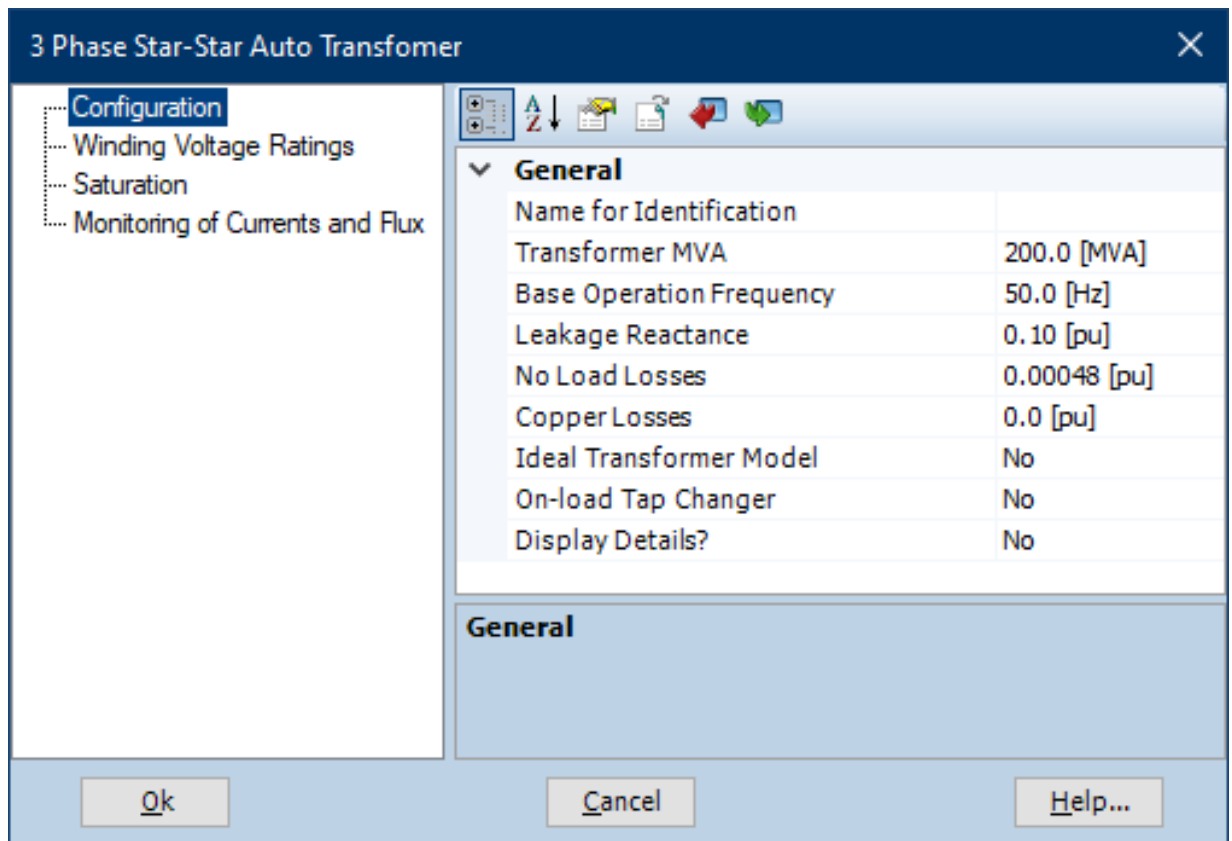 3 Phase Star-Star Auto Transfomer
Configuration
Winding Voltage Ratings
Saturation
Monitoring of Currents and Flux
General
Name for Identification
Transformer MVA 200.0 [MVA]
Base Operation Frequency 50.0 [Hz]
Leakage Reactance 0.10 [pu]
No Load Losses 0.00048 [pu]
Copper Losses 0.0 [pu]
Ideal Transformer Model No
On-load Tap Changer No
Display Details? No
General
Ok Cancel Help...